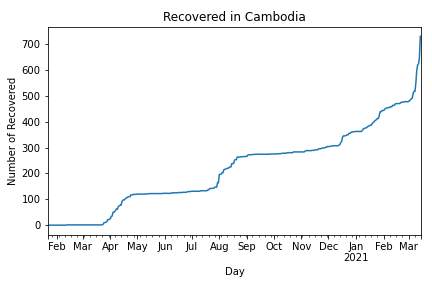 Recovered in Cambodia
Number of Recovered
700
600
500
400
300
200
100
0
Feb Mar Apr May Jun Jul Aug Sep Oct Nov Dec Jan Feb Mar
2021
Day